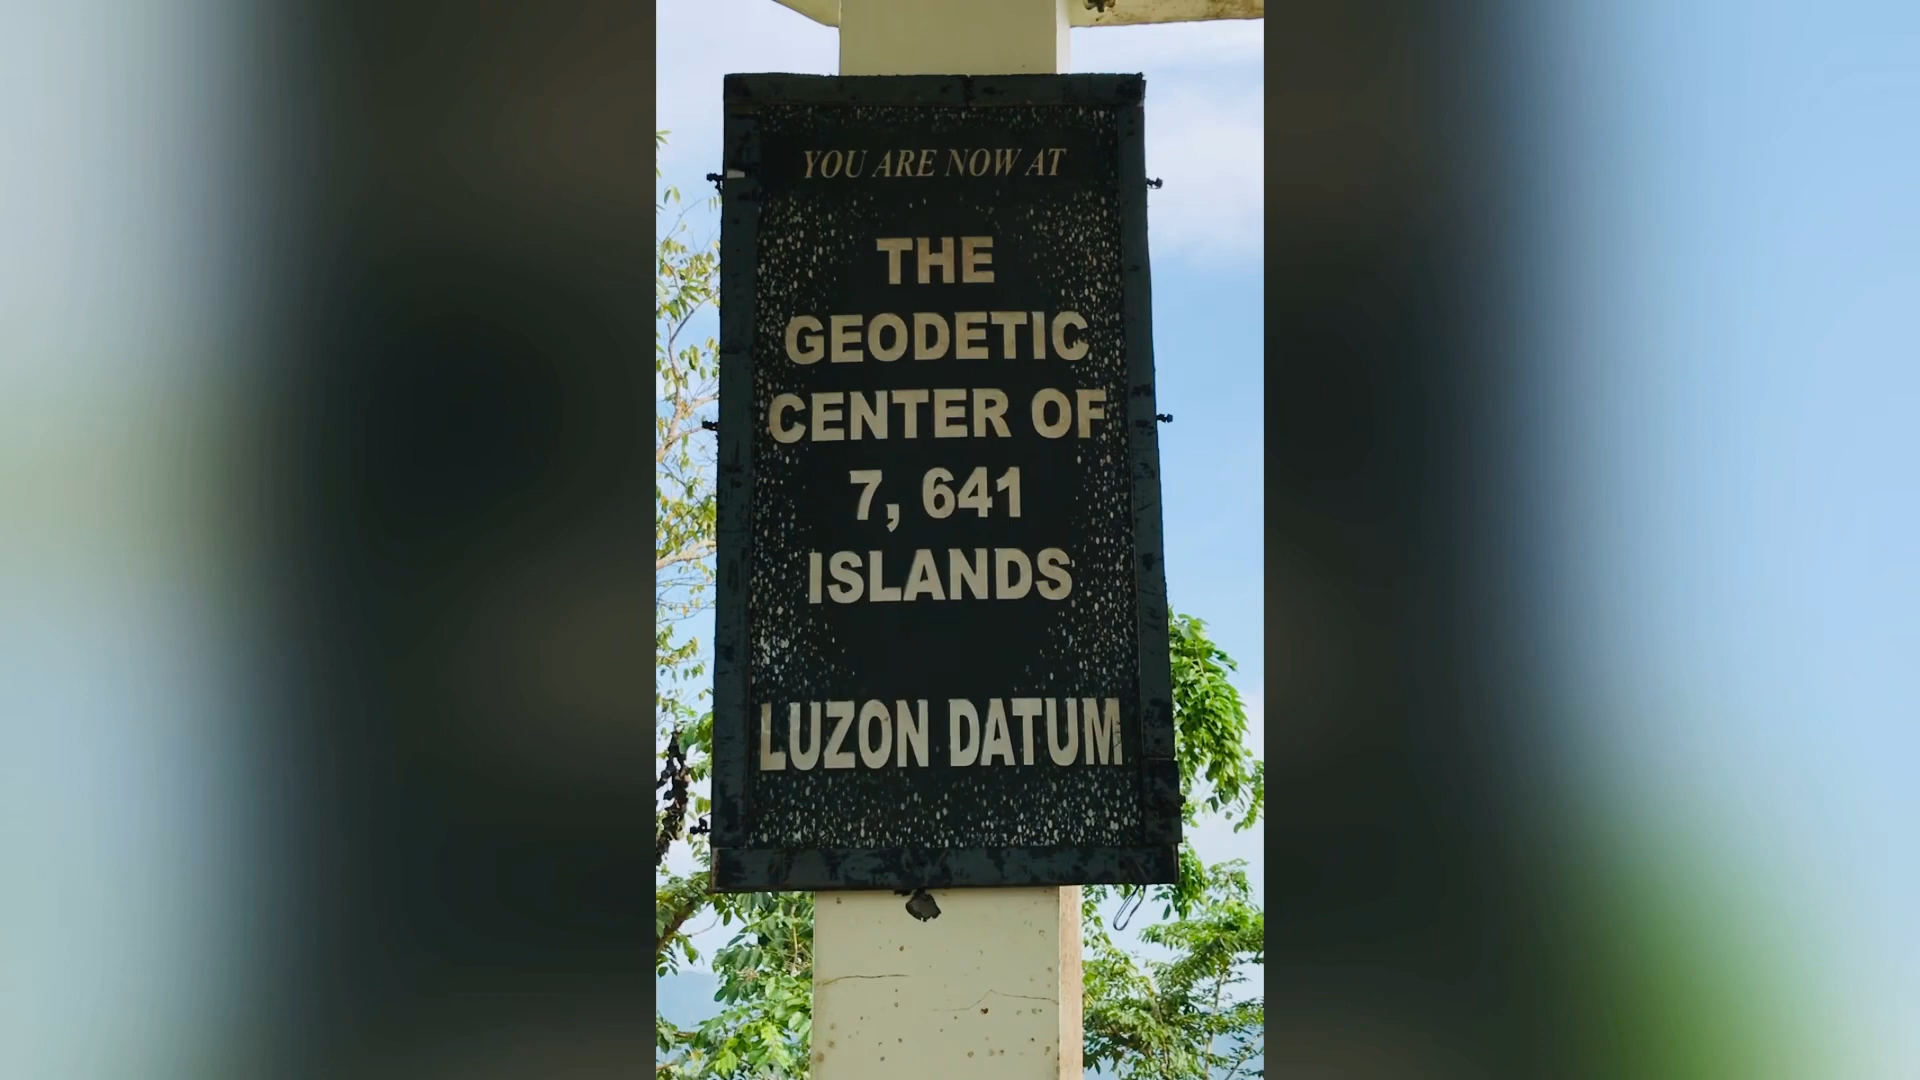 YOU ARE NOW AT
THE
GEODETIC
CENTER OF
7, 641
ISLANDS
LUZON DATUM